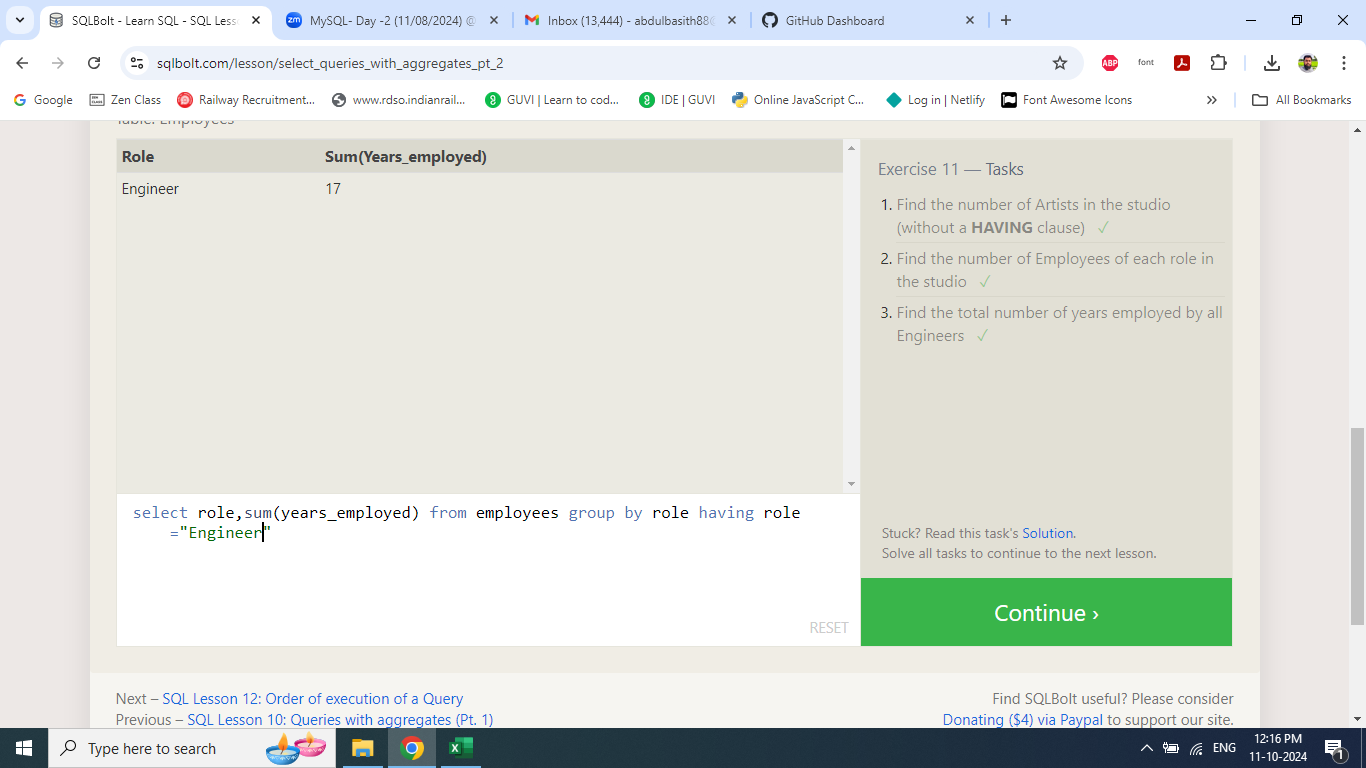 SQLBolt - Learn SQL - SQL Less
MySQL- Day -2 (11/08/2024) @
Inbox (13,444) - abdulbasith88
GitHub Dashboard
sqlbolt.com/lesson/select_queries_with_aggregates_pt_2
ABP
font
Google
Zen Class
Railway Recruitment...
www.rdso.indianrail...
GUVI | Learn to cod...
IDE | GUVI
Online JavaScript C...
Log in | Netlify
Font Awesome Icons
»
All Bookmarks
Table: Employees
Role Sum(Years_employed)
Engineer 17
Exercise 11 — Tasks
1. Find the number of Artists in the studio
(without a HAVING clause) ✓
2. Find the number of Employees of each role in
the studio ✓
3. Find the total number of years employed by all
Engineers ✓
select role,sum(years_employed) from employees group by role having role
="Engineer"
RESET
Stuck? Read this task's Solution.
Solve all tasks to continue to the next lesson.
Continue ›
Next – SQL Lesson 12: Order of execution of a Query
Previous – SQL Lesson 10: Queries with aggregates (Pt. 1)
Find SQLBolt useful? Please consider
Donating ($4) via Paypal to support our site.
Type here to search
ENG
12:16 PM
11-10-2024
1